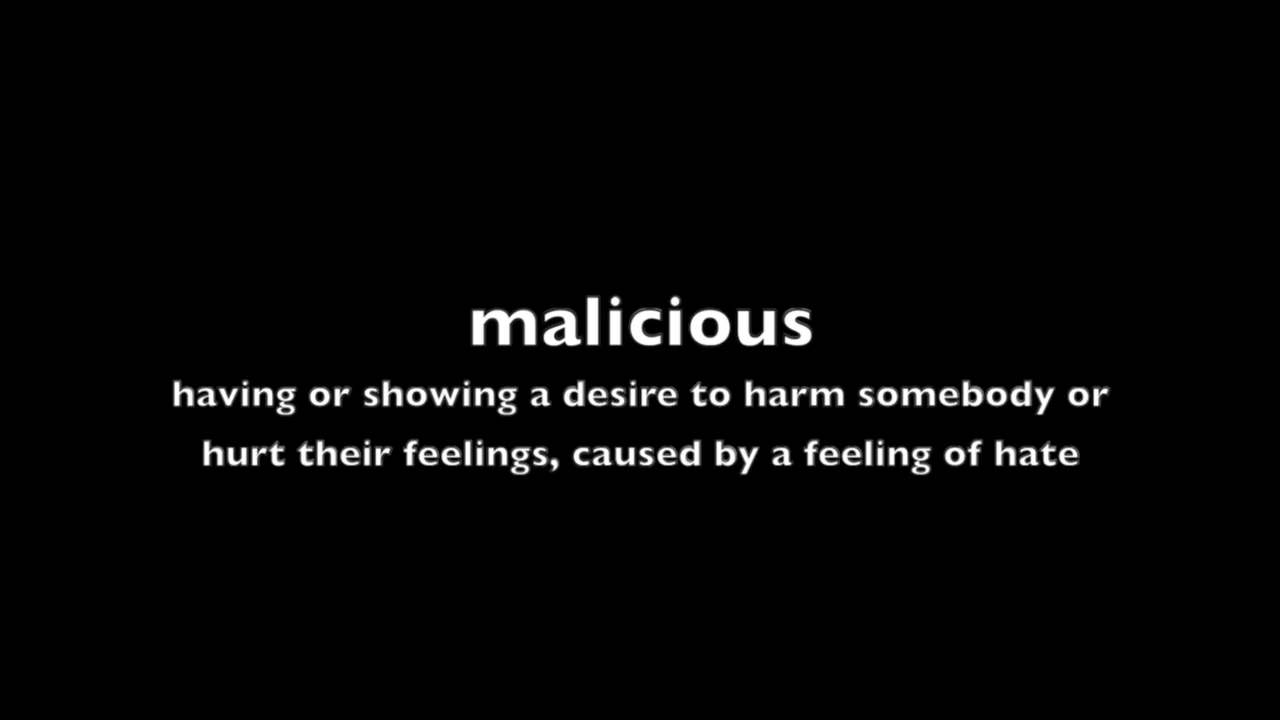 malicious
having or showing a desire to harm somebody or
hurt their feelings, caused by a feeling of hate